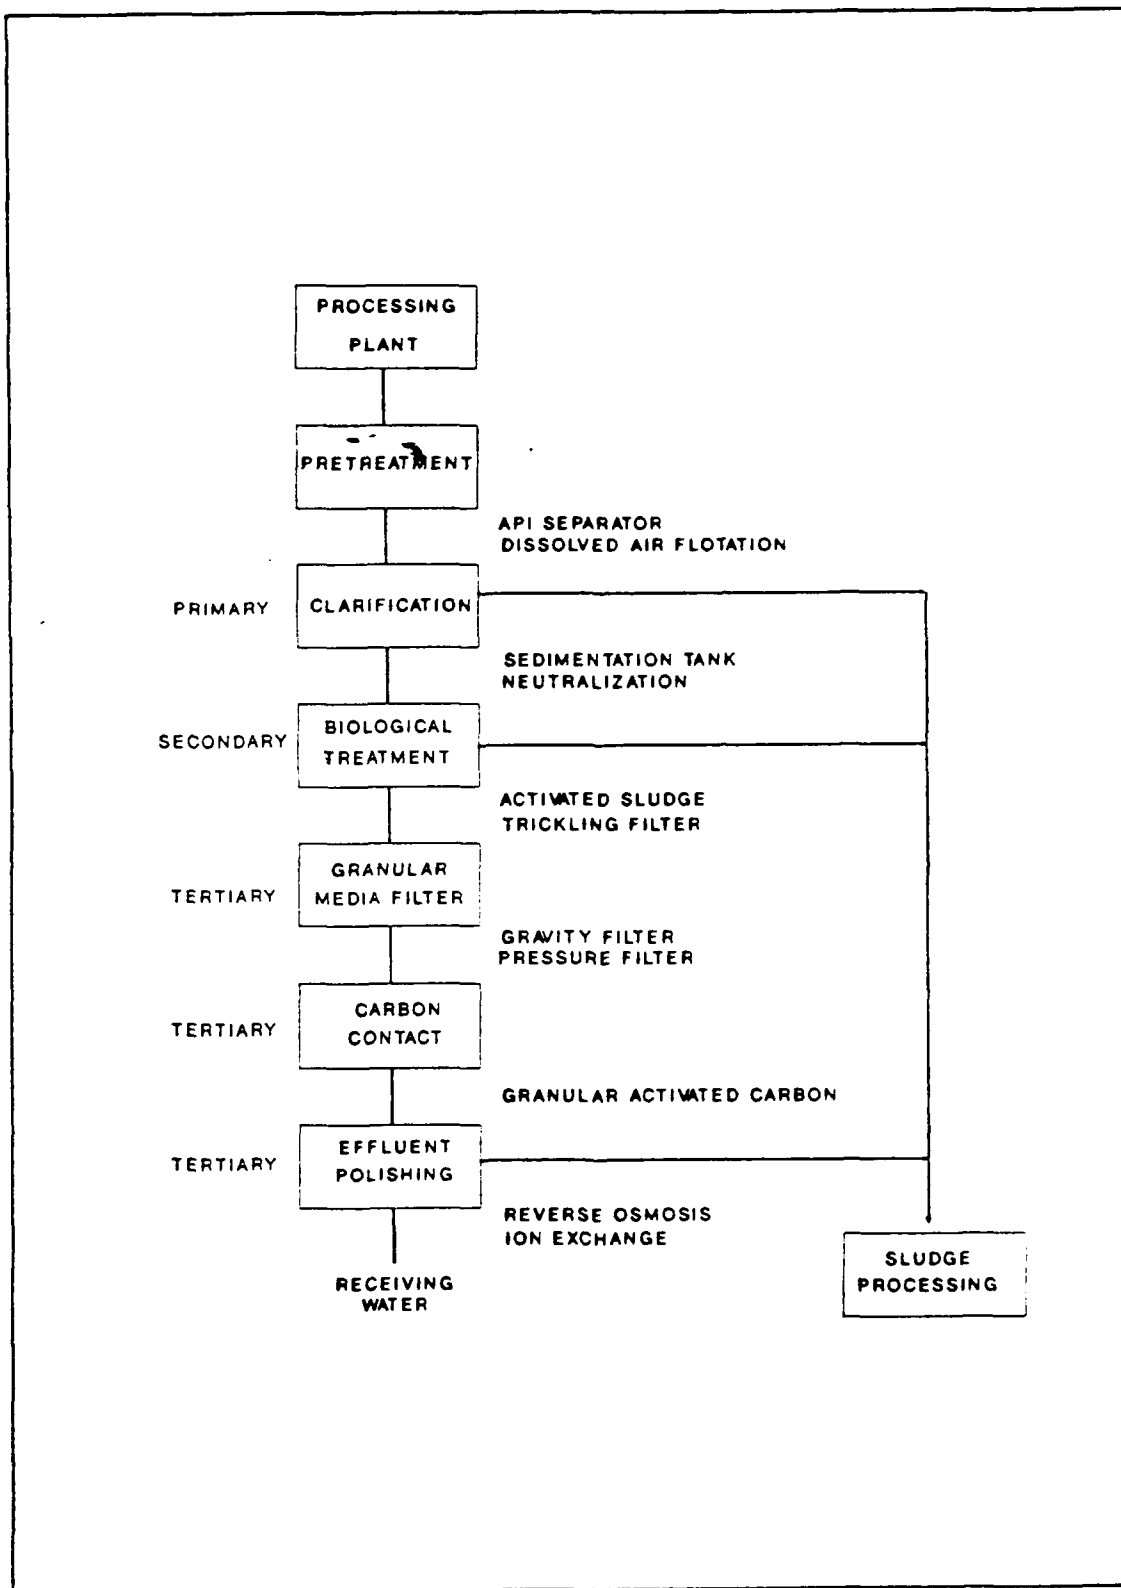 PROCESSING
PLANT
PRETREATMENT
API SEPARATOR
DISSOLVED AIR FLOTATION
PRIMARY
CLARIFICATION
SEDIMENTATION TANK
NEUTRALIZATION
SECONDARY
BIOLOGICAL
TREATMENT
ACTIVATED SLUDGE
TRICKLING FILTER
TERTIARY
GRANULAR
MEDIA FILTER
GRAVITY FILTER
PRESSURE FILTER
TERTIARY
CARBON
CONTACT
GRANULAR ACTIVATED CARBON
TERTIARY
EFFLUENT
POLISHING
REVERSE OSMOSIS
ION EXCHANGE
RECEIVING
WATER
SLUDGE
PROCESSING